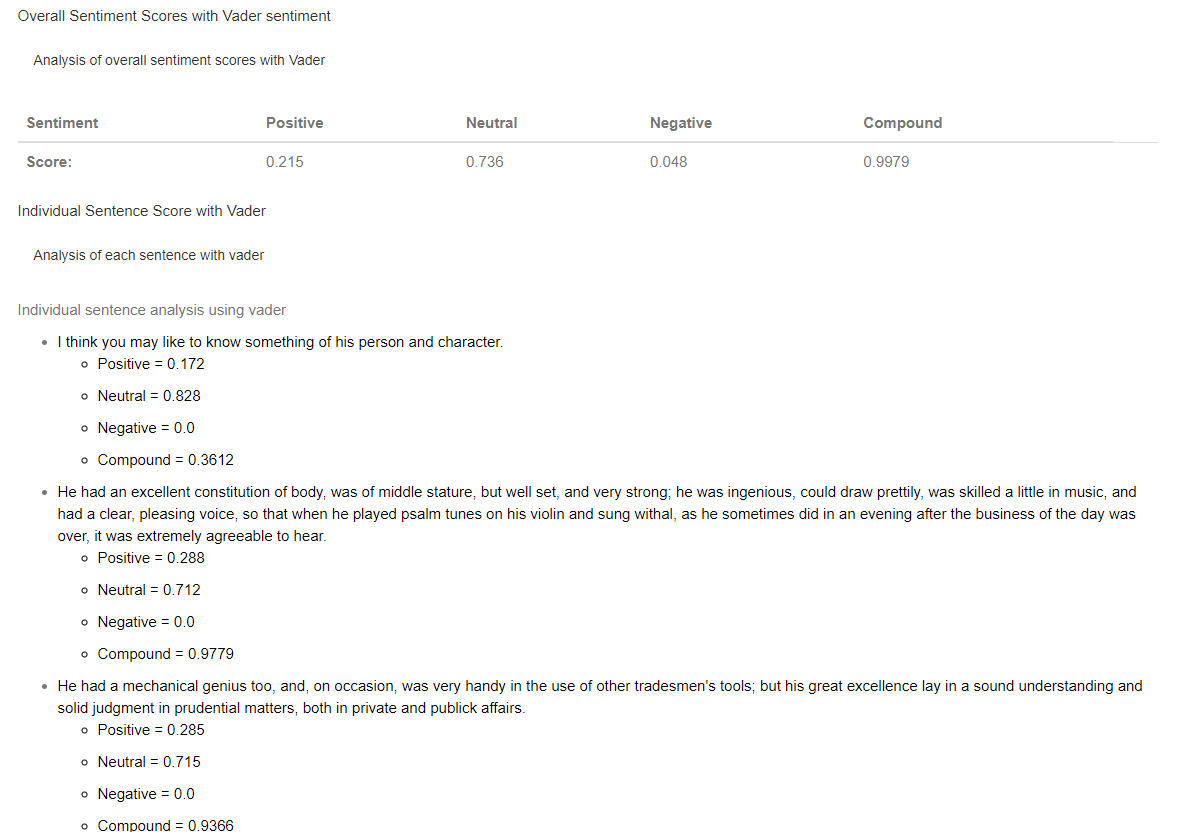 Overall Sentiment Scores with Vader sentiment
Analysis of overall sentiment scores with Vader
Sentiment Positive Neutral Negative Compound
Score: 0.215 0.736 0.048 0.9979
Individual Sentence Score with Vader
Analysis of each sentence with vader
Individual sentence analysis using vader
I think you may like to know something of his person and character.
Positive = 0.172
Neutral = 0.828
Negative = 0.0
Compound = 0.3612
He had an excellent constitution of body, was of middle stature, but well set, and very strong; he was ingenious, could draw prettily, was skilled a little in music, and
had a clear, pleasing voice, so that when he played psalm tunes on his violin and sung withal, as he sometimes did in an evening after the business of the day was
over, it was extremely agreeable to hear.
Positive = 0.288
Neutral = 0.712
Negative = 0.0
Compound = 0.9779
He had a mechanical genius too, and, on occasion, was very handy in the use of other tradesmen's tools; but his great excellence lay in a sound understanding and
solid judgment in prudential matters, both in private and publick affairs.
Positive = 0.285
Neutral = 0.715
Negative = 0.0
Compound = 0.9366